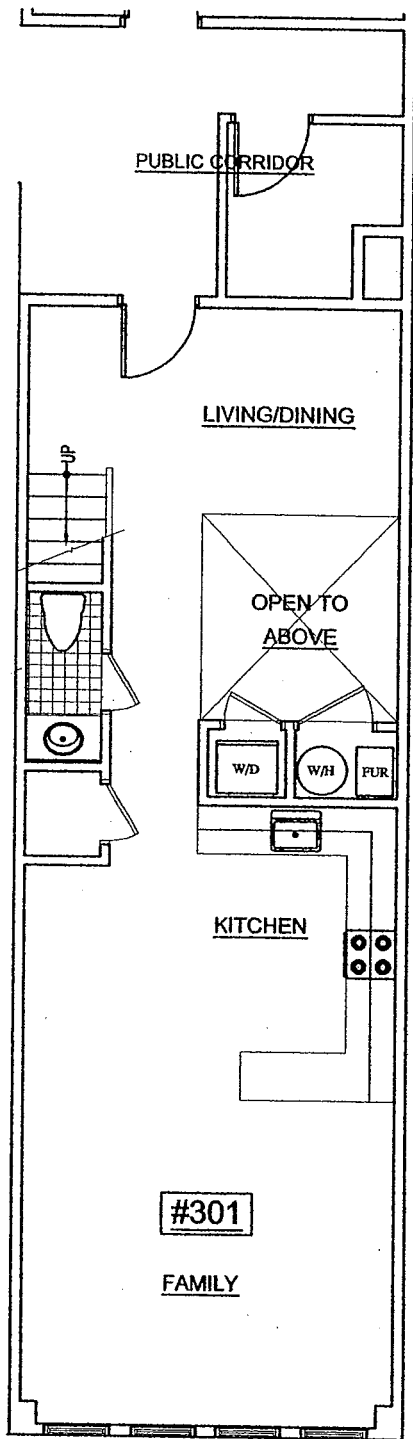 PUBLIC CORRIDOR
LIVING/DINING
UP
OPEN TO
ABOVE
W/D
W/H
FUR
KITCHEN
#301
FAMILY